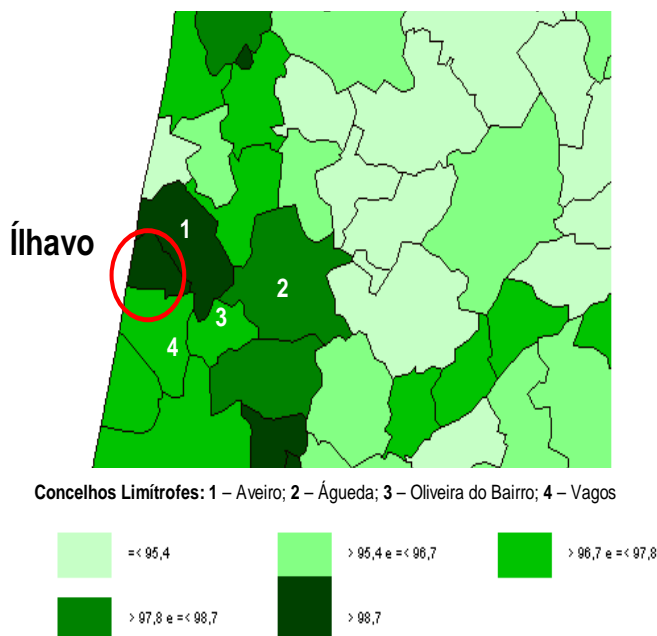 1
Ílhavo
2
3
4
Concelhos Limítrofes: 1 – Aveiro; 2 – Águeda; 3 – Oliveira do Bairro; 4 – Vagos
=< 95,4
> 95,4 e =< 96,7
> 96,7 e =< 97,8
> 97,8 e =< 98,7
> 98,7